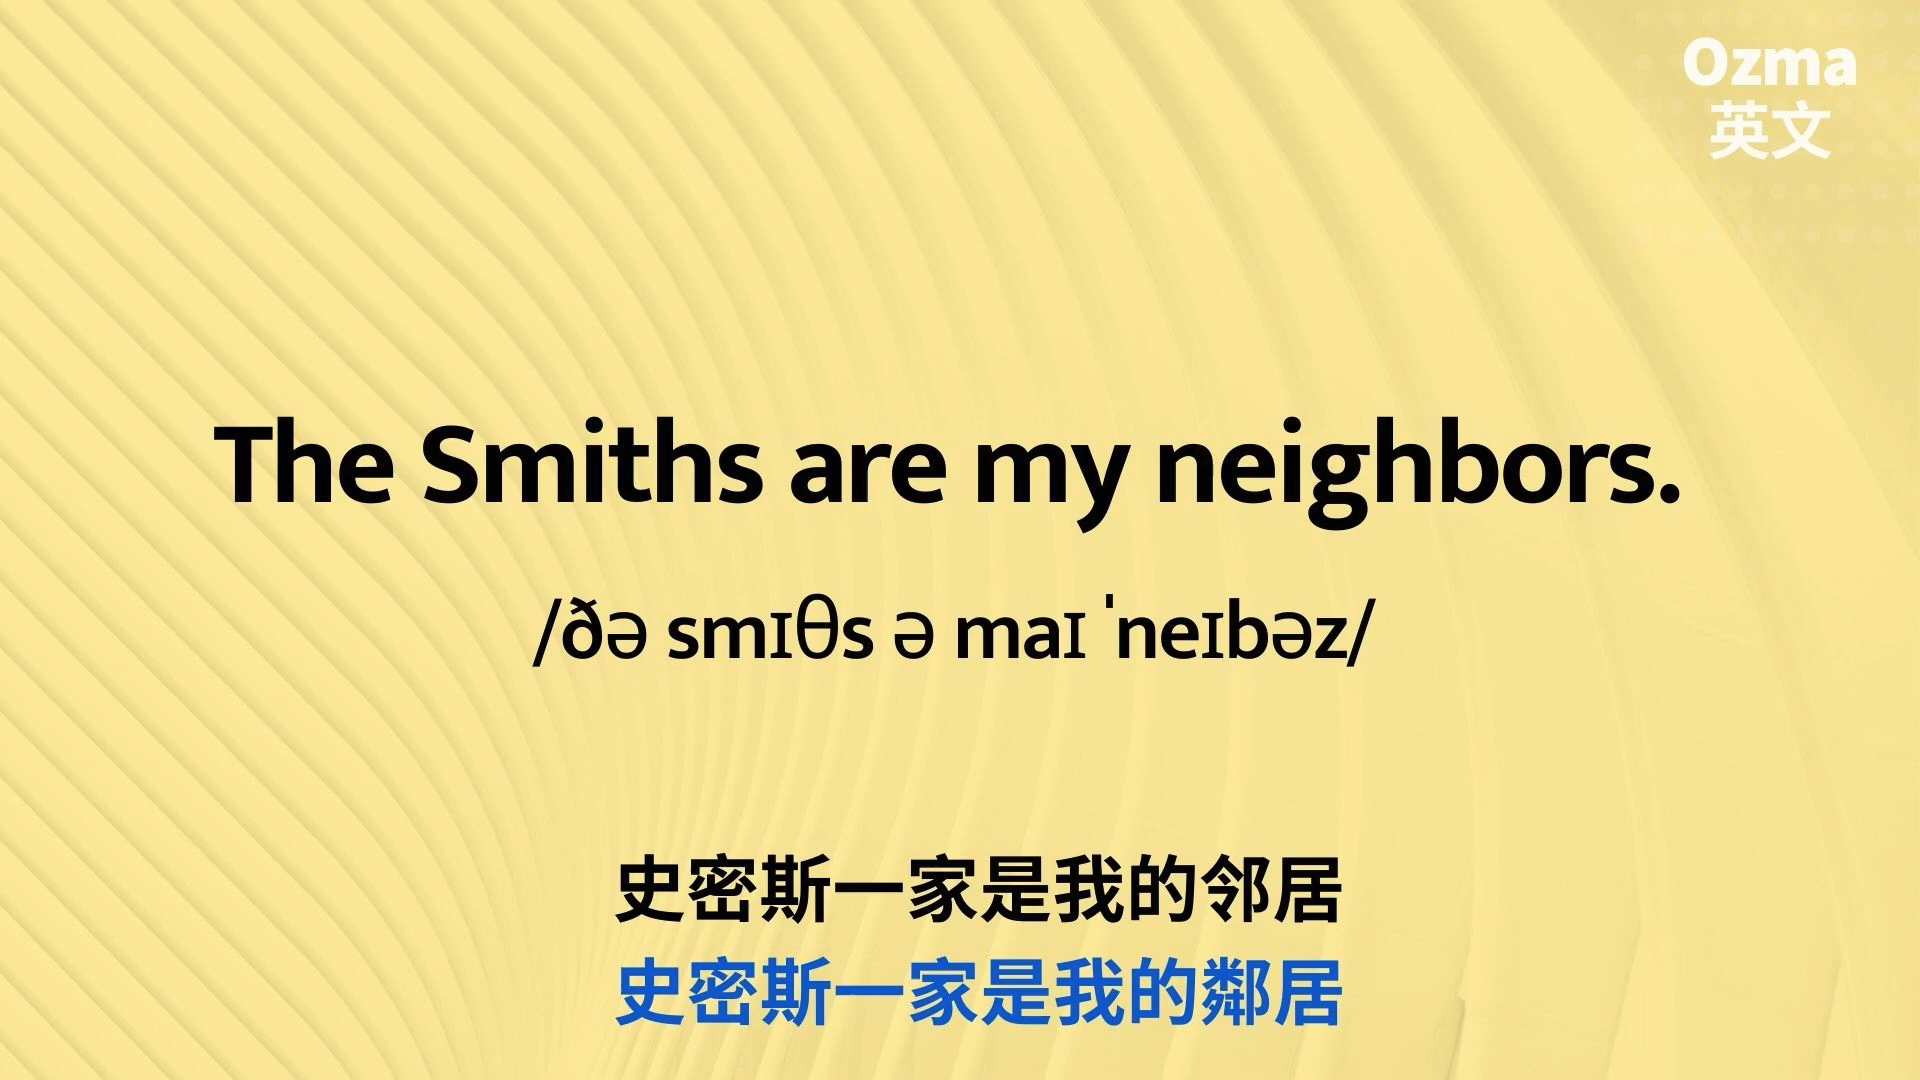 Ozma
英文
The Smiths are my neighbors.
/ðə smɪθs ə maɪ ˈneɪbəz/
史密斯一家是我的邻居
史密斯一家是我的鄰居